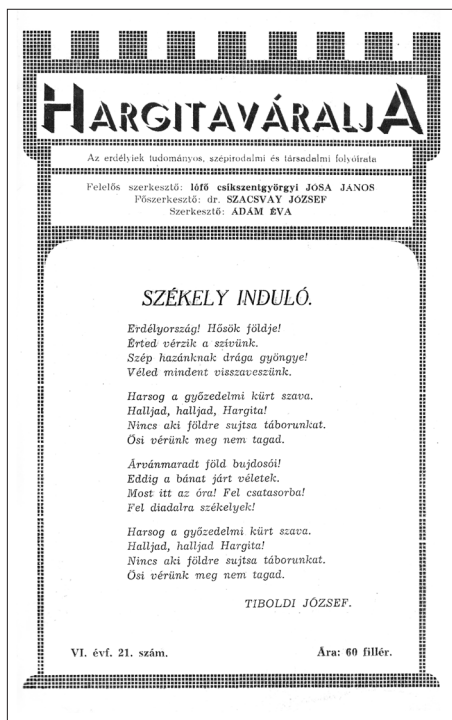 HARGITAVÁRALJA
Az erdélyiek tudományos, szépirodalmi és társadalmi folyóirata
Felelős szerkesztő: lófő csikszentgyörgyi JOSA JÁNOS
Főszerkesztő: dr. SZACSVAY JÓZSEF
Szerkesztő: ÁDÁM ÉVA
SZÉKELY INDULÓ.
Erdélyország! Hősök földje!
Érted vérzik a szivünk.
Szép hazánknak drága gyöngye!
Véled mindent visszaveszünk.
Harsog a győzedelmi kürt szava.
Halljad, halljad, Hargita!
Nincs aki földre sujtsa táborunkat.
Ősi vérünk meg nem tagad.
Árvánmaradt föld bujdosói!
Eddig a bánat járt véletek.
Most itt az óra! Fel csatasorba!
Fel diadalra székelyek!
Harsog a győzedelmi kürt szava.
Halljad, halljad Hargita!
Nincs aki földre sujtsa táborunkat.
Ősi vérünk meg nem tagad.
TIBOLDI JÓZSEF.
VI. évf. 21. szám. Ára: 60 fillér.